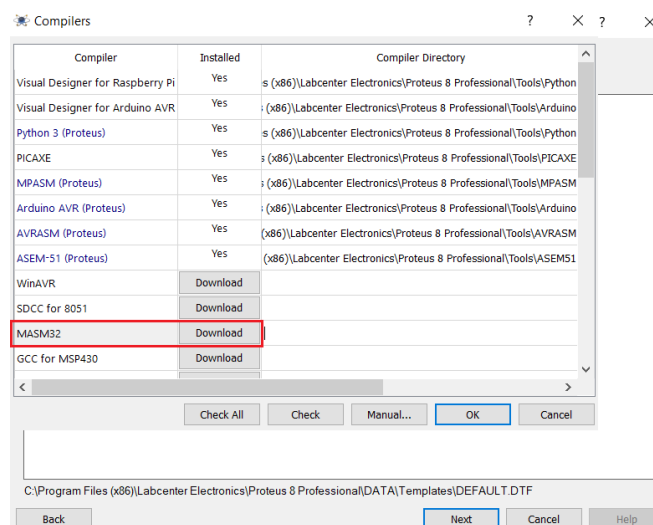 Compilers ? × ? ×
Compiler Installed Compiler Directory
Visual Designer for Raspberry Pi Yes s (x86)\Labcenter Electronics\Proteus 8 Professional\Tools\Python
Visual Designer for Arduino AVR Yes (x86)\Labcenter Electronics\Proteus 8 Professional\Tools\Arduino
Python 3 (Proteus) Yes s (x86)\Labcenter Electronics\Proteus 8 Professional\Tools\Python
PICAXE Yes (x86)\Labcenter Electronics\Proteus 8 Professional\Tools\PICAXE
MPASM (Proteus) Yes (x86)\Labcenter Electronics\Proteus 8 Professional\Tools\MPASM
Arduino AVR (Proteus) Yes (x86)\Labcenter Electronics\Proteus 8 Professional\Tools\Arduino
AVRASM (Proteus) Yes (x86)\Labcenter Electronics\Proteus 8 Professional\Tools\AVRASM
ASEM-51 (Proteus) Yes (x86)\Labcenter Electronics\Proteus 8 Professional\Tools\ASEM51
WinAVR Download
SDCC for 8051 Download
MASM32 Download
GCC for MSP430 Download
Check All Check Manual... OK Cancel
C:\Program Files (x86)\Labcenter Electronics\Proteus 8 Professional\DATA\Templates\DEFAULT.DTF
Back Next Cancel Help